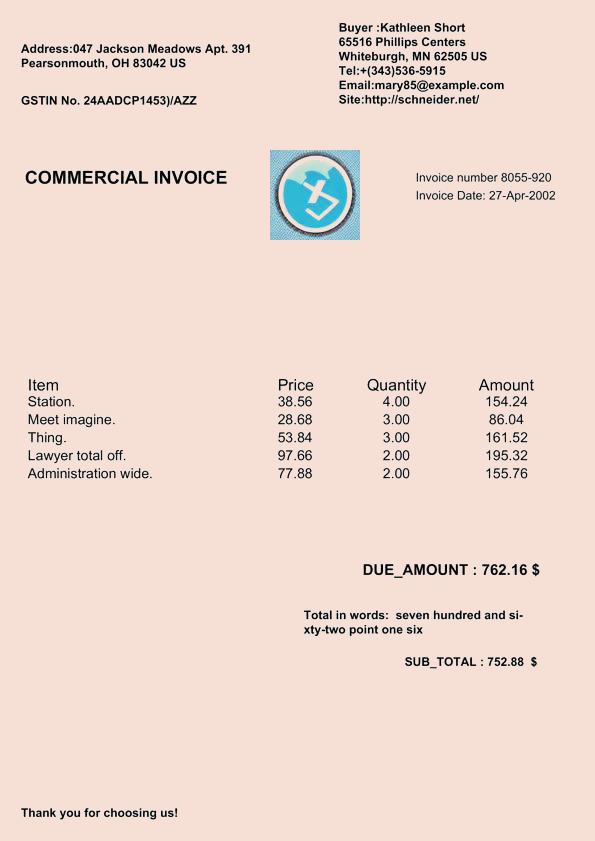 Address:047 Jackson Meadows Apt. 391
Pearsonmouth, OH 83042 US
GSTIN No. 24AADCP1453)/AZZ
Buyer :Kathleen Short
65516 Phillips Centers
Whiteburgh, MN 62505 US
Tel:+(343)536-5915
Email:mary85@example.com
Site:http://schneider.net/
COMMERCIAL INVOICE
Invoice number 8055-920
Invoice Date: 27-Apr-2002
Item Price Quantity Amount
Station. 38.56 4.00 154.24
Meet imagine. 28.68 3.00 86.04
Thing. 53.84 3.00 161.52
Lawyer total off. 97.66 2.00 195.32
Administration wide. 77.88 2.00 155.76
DUE_AMOUNT : 762.16 $
Total in words:  seven hundred and si-
xty-two point one six
SUB_TOTAL : 752.88  $
Thank you for choosing us!